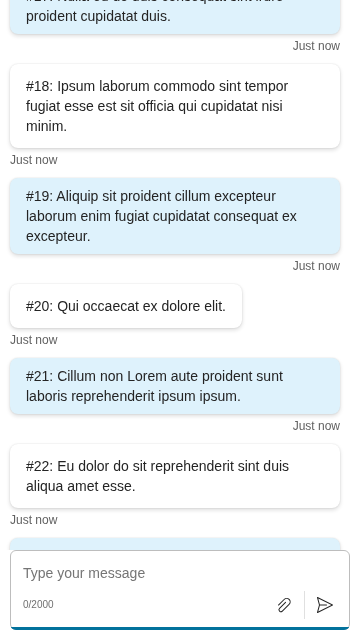 proident cupidatat duis.
Just now
#18: Ipsum laborum commodo sint tempor
fugiat esse est sit officia qui cupidatat nisi
minim.
Just now
#19: Aliquip sit proident cillum excepteur
laborum enim fugiat cupidatat consequat ex
excepteur.
Just now
#20: Qui occaecat ex dolore elit.
Just now
#21: Cillum non Lorem aute proident sunt
laboris reprehenderit ipsum ipsum.
Just now
#22: Eu dolor do sit reprehenderit sint duis
aliqua amet esse.
Just now
Type your message
0/2000